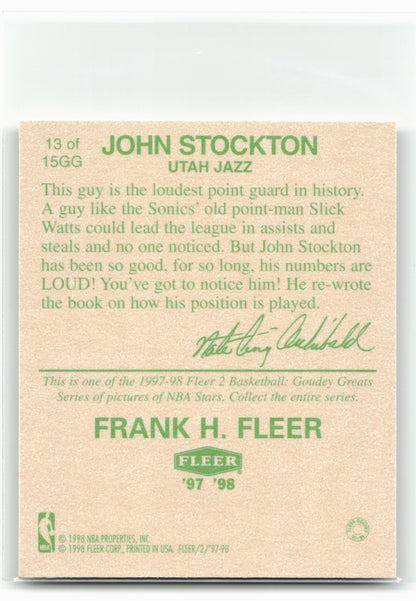 13 of
15GG
JOHN STOCKTON
UTAH JAZZ
This guy is the loudest point guard in history.
A guy like the Sonics' old point-man Slick
Watts could lead the league in assists and
steals and no one noticed. But John Stockton
has been so good, for so long, his numbers are
LOUD! You've got to notice him! He re-wrote
the book on how his position is played.
Nate Tiny Archibald
This is one of the 1997-98 Fleer 2 Basketball: Goudey Greats
Series of pictures of NBA Stars. Collect the entire series.
FRANK H. FLEER
FLEER
'97 '98
© 1998 NBA PROPERTIES, INC.
© 1998 FLEER CORP., PRINTED IN USA. FLEER/2/'97-98